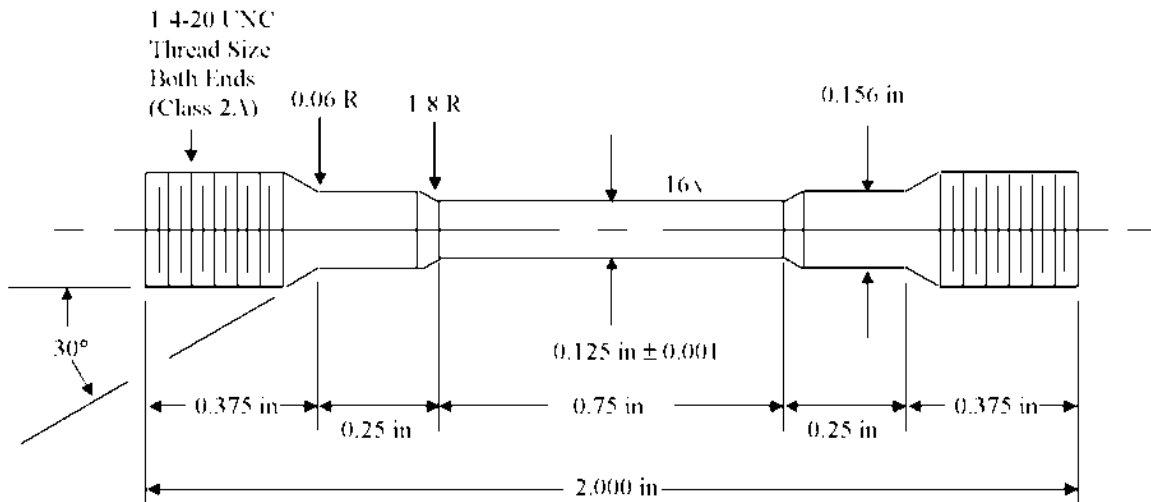 1 4-20 UNC
Thread Size
Both Ends
(Class 2A)
0.06 R
1 8 R
0.156 in
16
30°
0.125 in ± 0.001
0.375 in
0.25 in
0.75 in
0.25 in
0.375 in
2.000 in